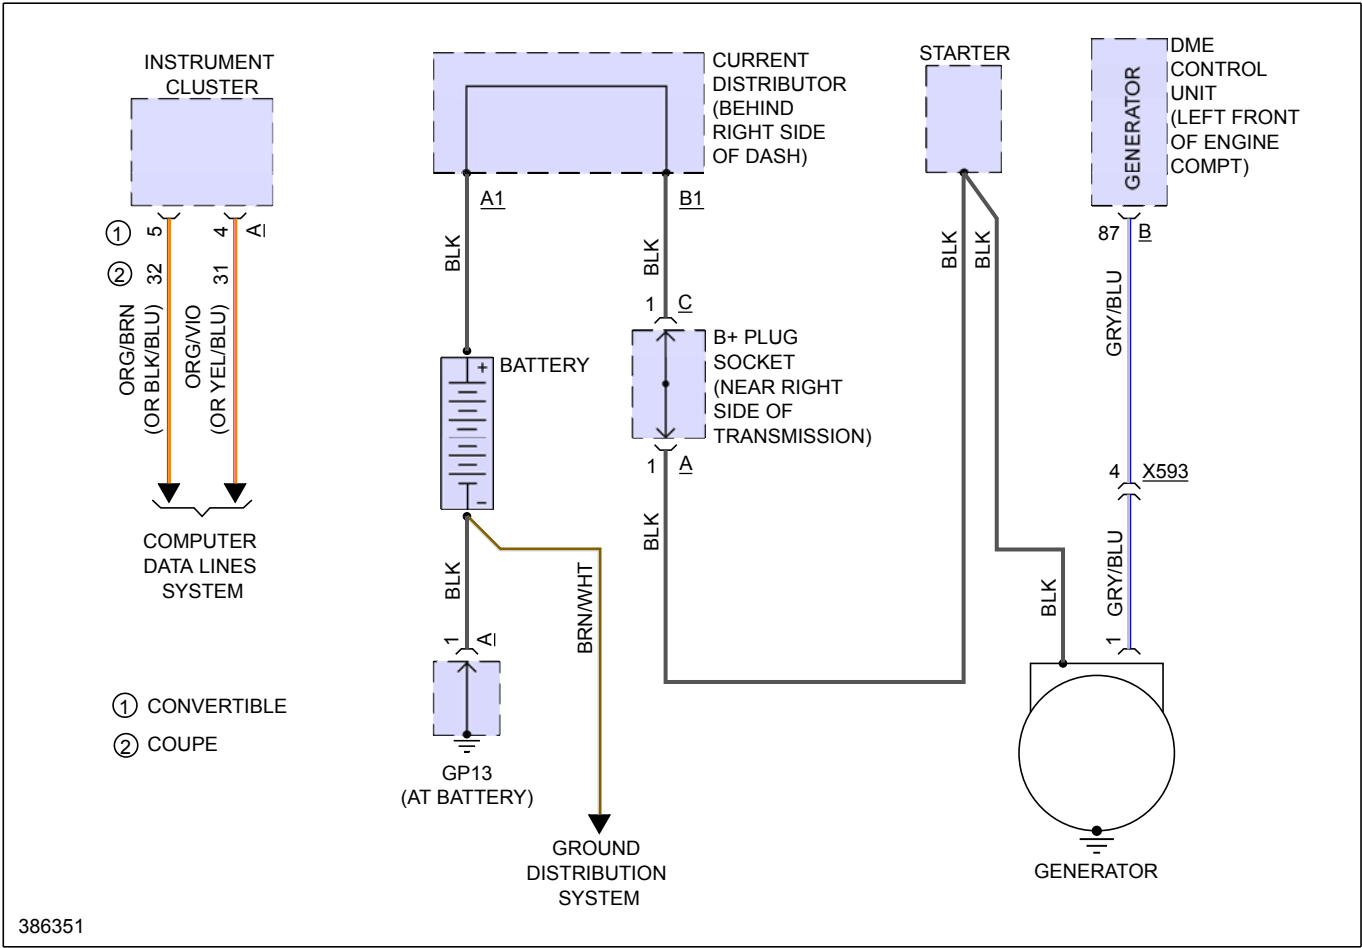 INSTRUMENT
CLUSTER
1
5
4
A
2
32
31
ORG/BRN
(OR BLK/BLU)
ORG/VIO
(OR YEL/BLU)
COMPUTER
DATA LINES
SYSTEM
1 CONVERTIBLE
2 COUPE
CURRENT
DISTRIBUTOR
(BEHIND
RIGHT SIDE
OF DASH)
A1
B1
BLK
BLK
1 C
BATTERY
+
−
B+ PLUG
SOCKET
(NEAR RIGHT
SIDE OF
TRANSMISSION)
1 A
BLK
BLK
BRN/WHT
1
A
GP13
(AT BATTERY)
GROUND
DISTRIBUTION
SYSTEM
STARTER
BLK
BLK
BLK
GENERATOR
DME
CONTROL
UNIT
(LEFT FRONT
OF ENGINE
COMPT)
87 B
GRY/BLU
4 X593
GRY/BLU
1
GENERATOR
386351